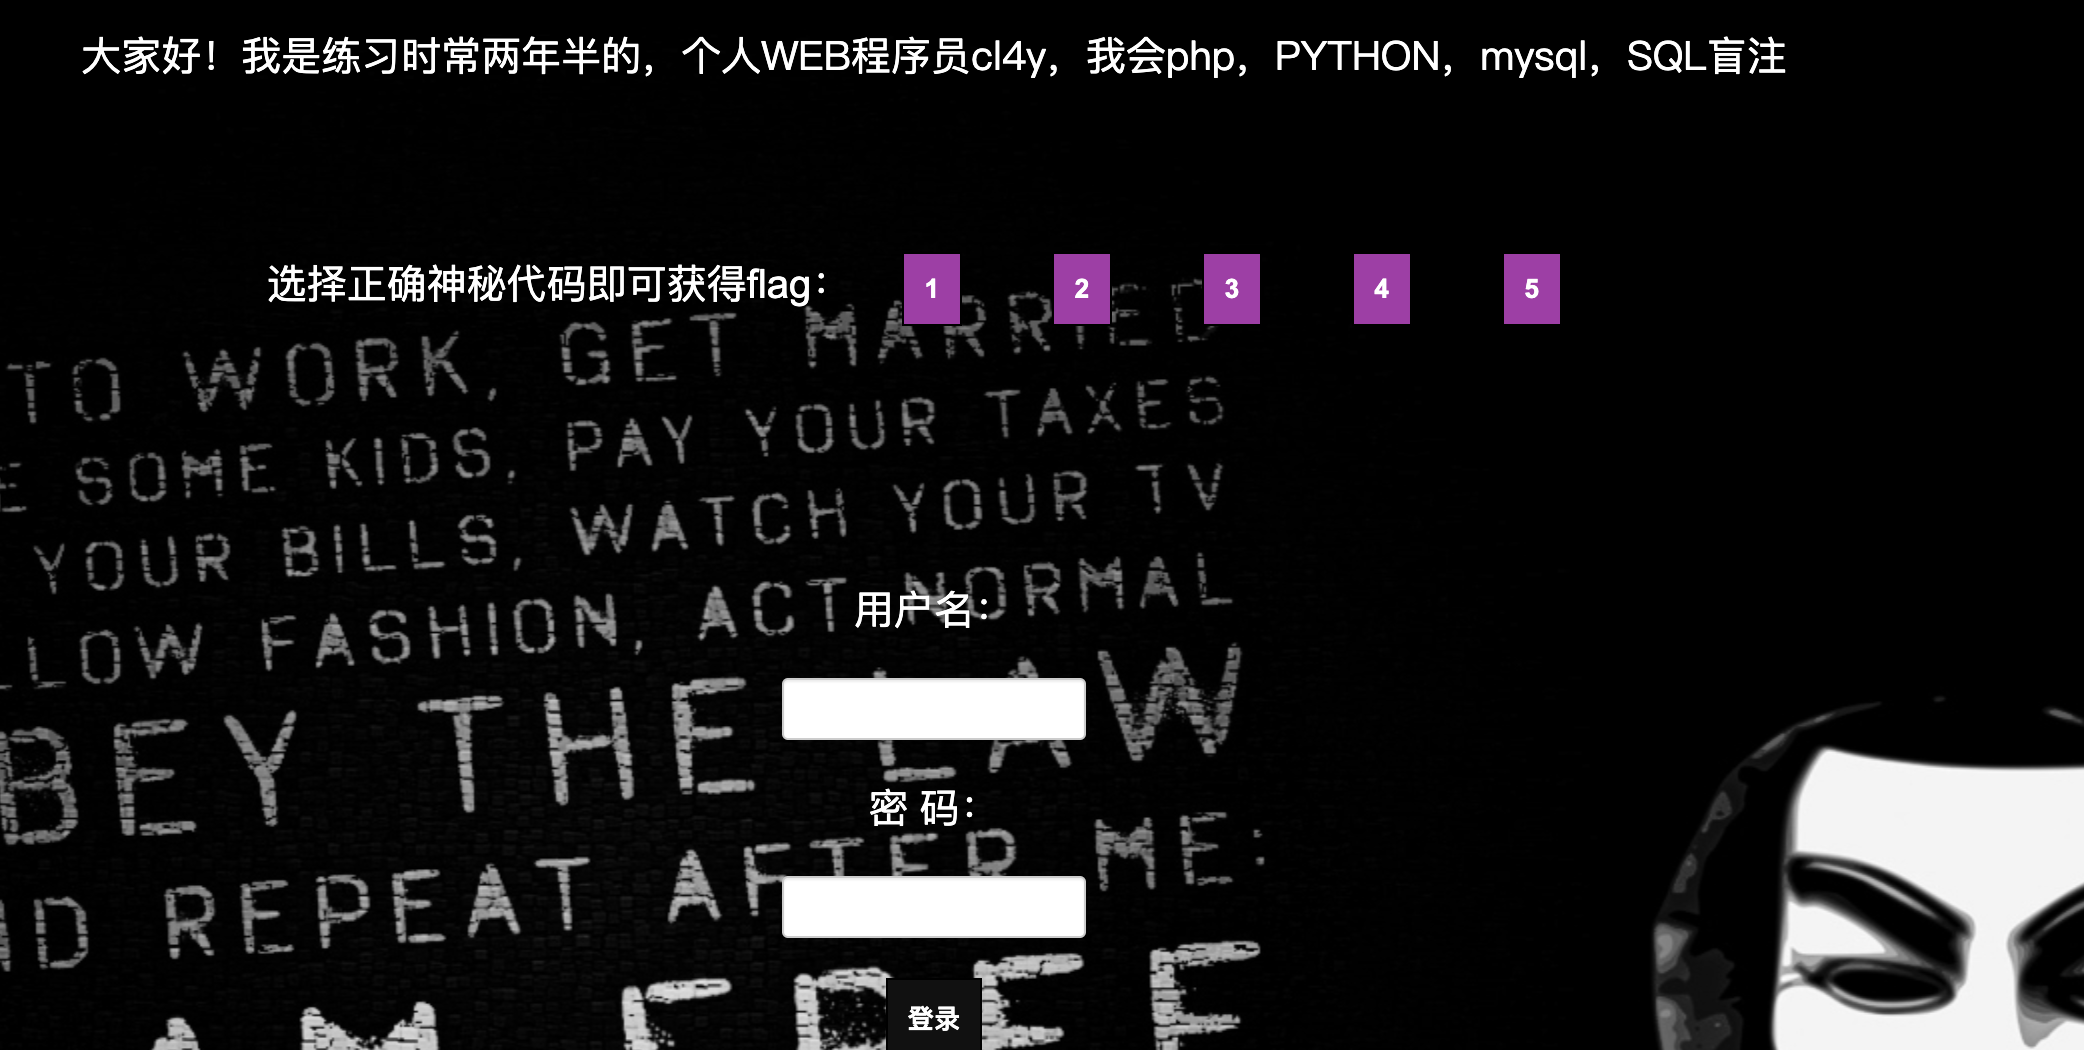 大家好！我是练习时常两年半的，个人WEB程序员cl4y，我会php，PYTHON，mysql，SQL盲注
选择正确神秘代码即可获得flag：
1 2 3 4 5
TO WORK, GET MARRIED
SOME KIDS, PAY YOUR TAXES
YOUR BILLS, WATCH YOUR TV
LLOW FASHION, ACT NORMAL
用户名：
BEY THE LAW
密 码：
ND REPEAT AFTER ME:
AM FREE
登录